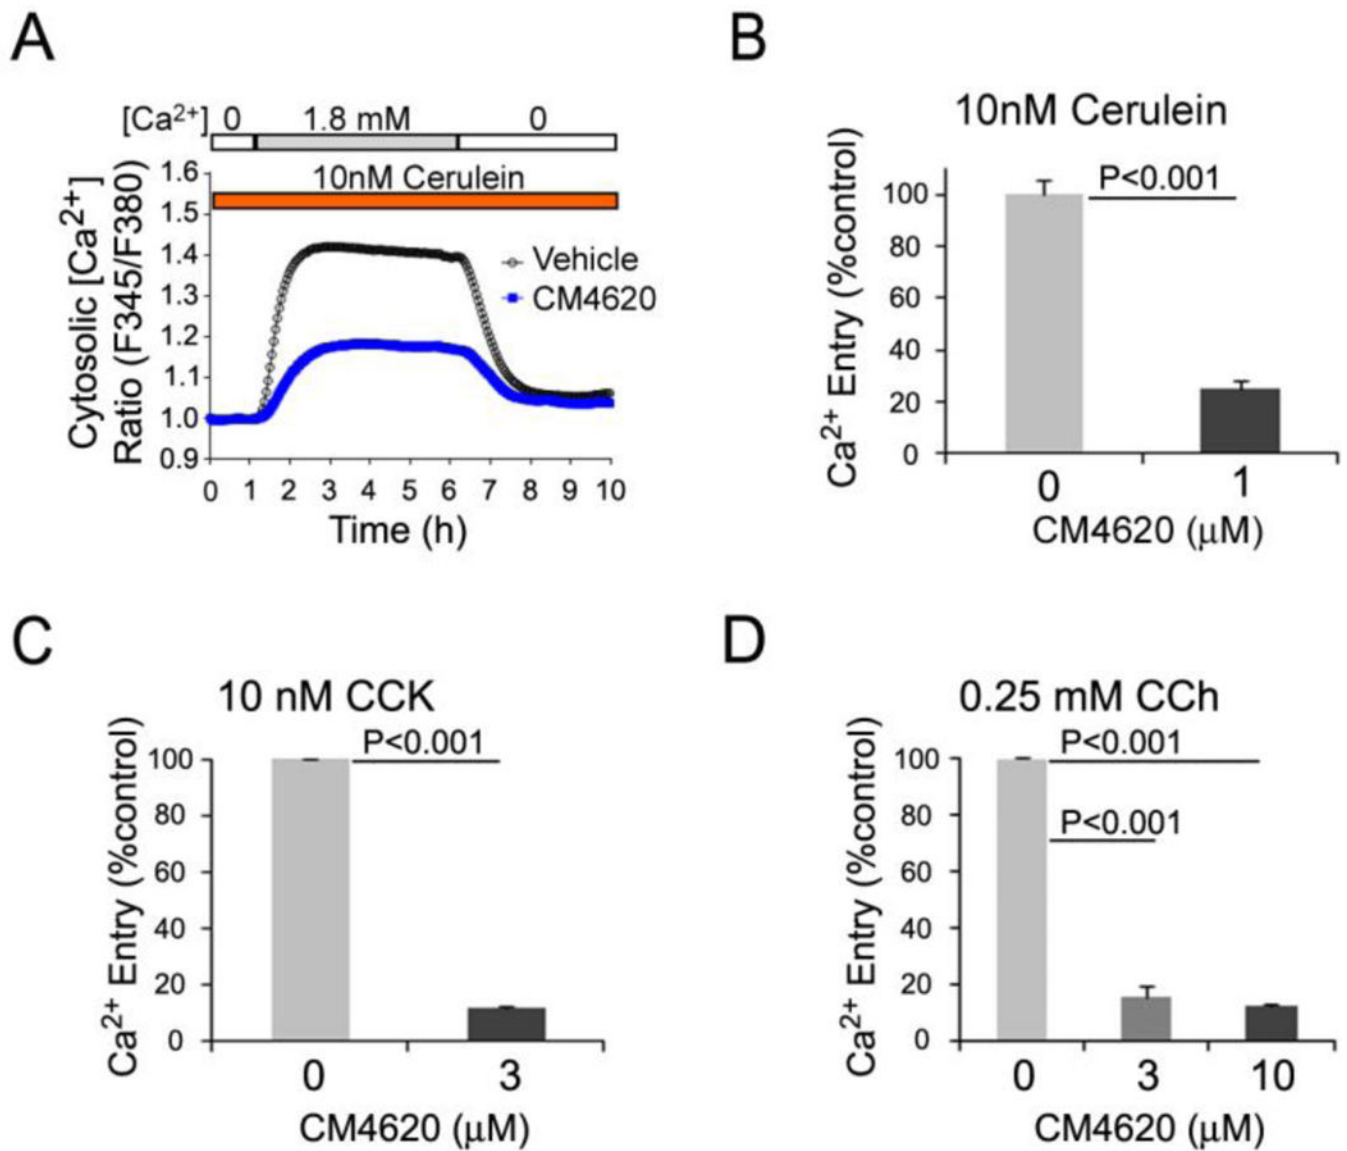 A
[Ca²⁺] 0 1.8 mM 0
10nM Cerulein
Cytosolic [Ca²⁺]
Ratio (F345/F380)
1.6
1.5
1.4
1.3
1.2
1.1
1.0
0.9
Vehicle
CM4620
0 1 2 3 4 5 6 7 8 9 10
Time (h)
B
10nM Cerulein
P<0.001
Ca²⁺ Entry (%control)
100
80
60
40
20
0
0 1
CM4620 (μM)
C
10 nM CCK
P<0.001
Ca²⁺ Entry (%control)
100
80
60
40
20
0
0 3
CM4620 (μM)
D
0.25 mM CCh
P<0.001
P<0.001
Ca²⁺ Entry (%control)
100
80
60
40
20
0
0 3 10
CM4620 (μM)